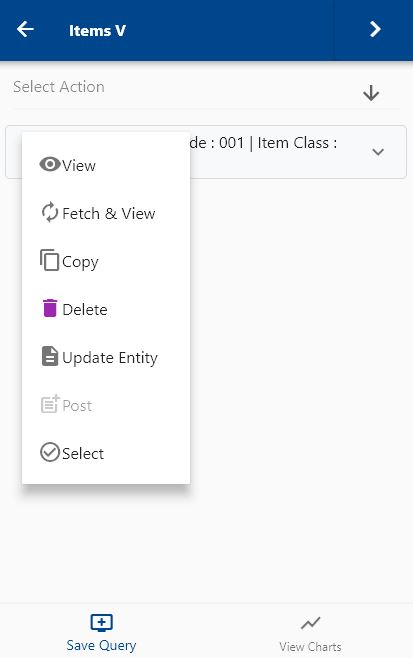 Items V
Select Action
de : 001 | Item Class :
View
Fetch & View
Copy
Delete
Update Entity
Post
Select
Save Query
View Charts